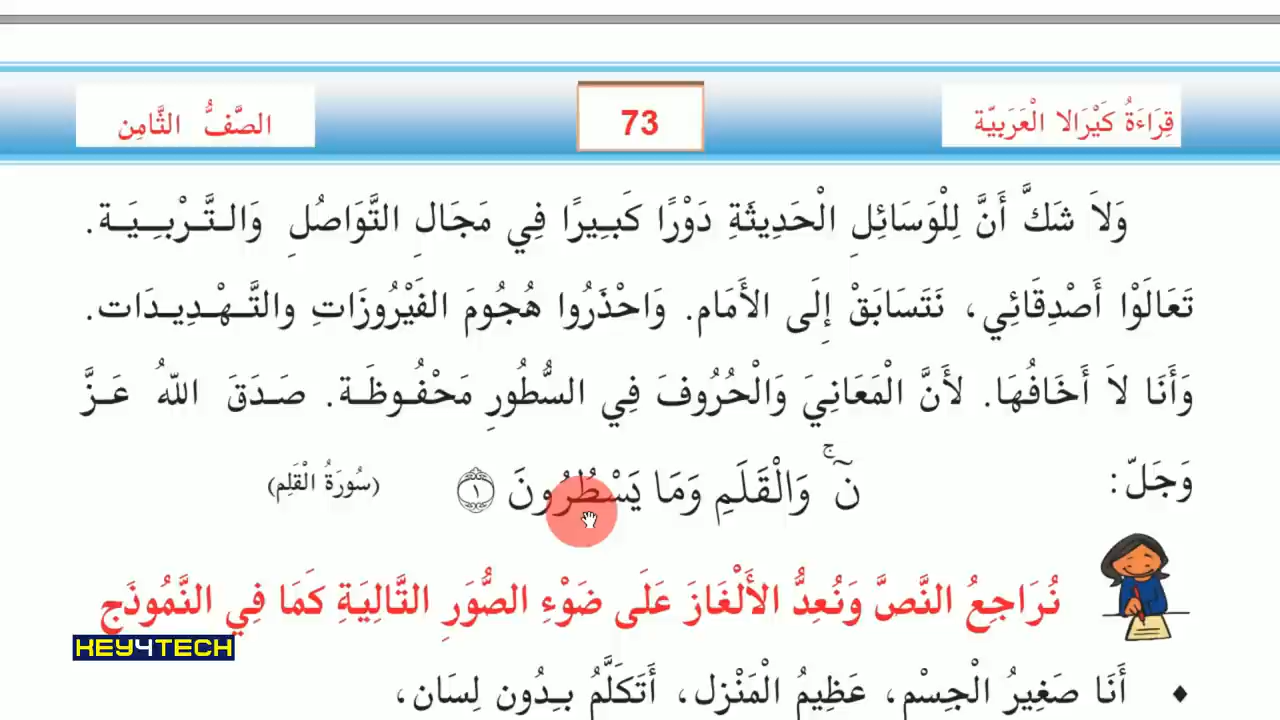 قِرَاءَةُ كَيْرَالا الْعَرَبِيّة
73
الصَّفُّ الثَّامِن
وَلاَ شَكَّ أَنَّ لِلْوَسَائِلِ الْحَدِيثَةِ دَوْرًا كَبِيرًا فِي مَجَالِ التَّوَاصُلِ وَالتَّرْبِيَة.
تَعَالَوْا أَصْدِقَائِي، نَتَسَابَقْ إِلَى الأَمَام. وَاحْذَرُوا هُجُومَ الفَيْرُوزَاتِ والتَّهْدِيدَات.
وَأَنَا لاَ أَخَافُهَا. لأَنَّ الْمَعَانِيَ وَالْحُرُوفَ فِي السُّطُورِ مَحْفُوظَة. صَدَقَ اللهُ عَزَّ
وَجَلّ: نٓ ۚ وَالْقَلَمِ وَمَا يَسْطُرُونَ ١ (سُورَةُ الْقَلِم)
نُرَاجِعُ النَّصَّ وَنُعِدُّ الأَلْغَازَ عَلَى ضَوْءِ الصُّوَرِ التَّالِيَةِ كَمَا فِي النَّمُوذَج
KEY4TECH
♦ أَنَا صَغِيرُ الْجِسْم، عَظِيمُ الْمَنْزِل، أَتَكَلَّمُ بِدُون لِسَان،